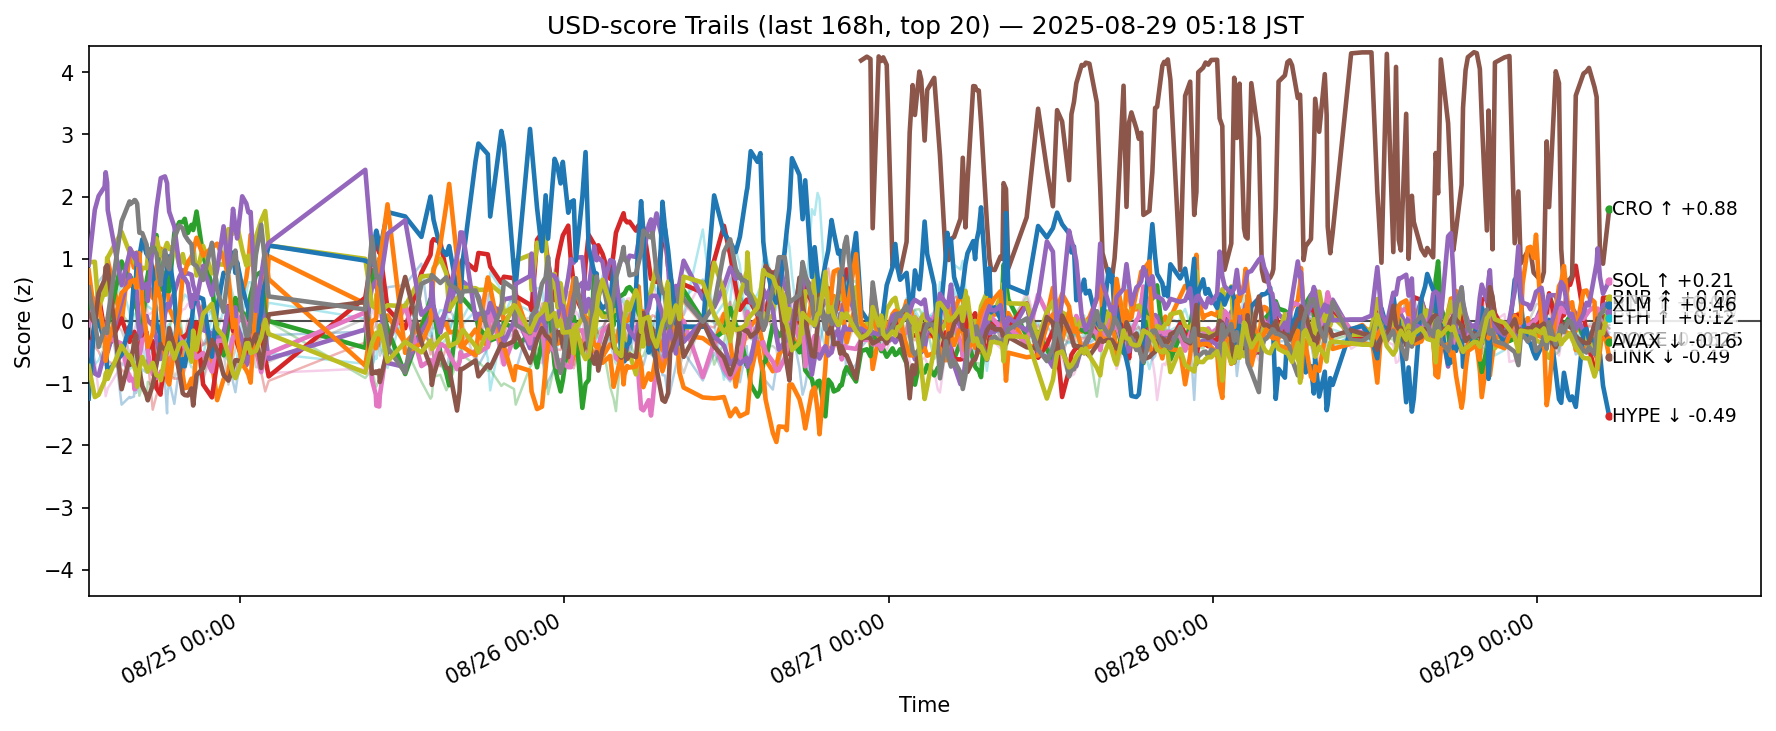 USD-score Trails (last 168h, top 20) — 2025-08-29 05:18 JST
Score (z)
4
3
2
1
0
−1
−2
−3
−4
CRO ↑ +0.88
SOL ↑ +0.21
XLM ↑ +0.46
ETH ↑ +0.12
AVAX ↓ -0.16
LINK ↓ -0.49
HYPE ↓ -0.49
08/25 00:00
08/26 00:00
08/27 00:00
08/28 00:00
08/29 00:00
Time